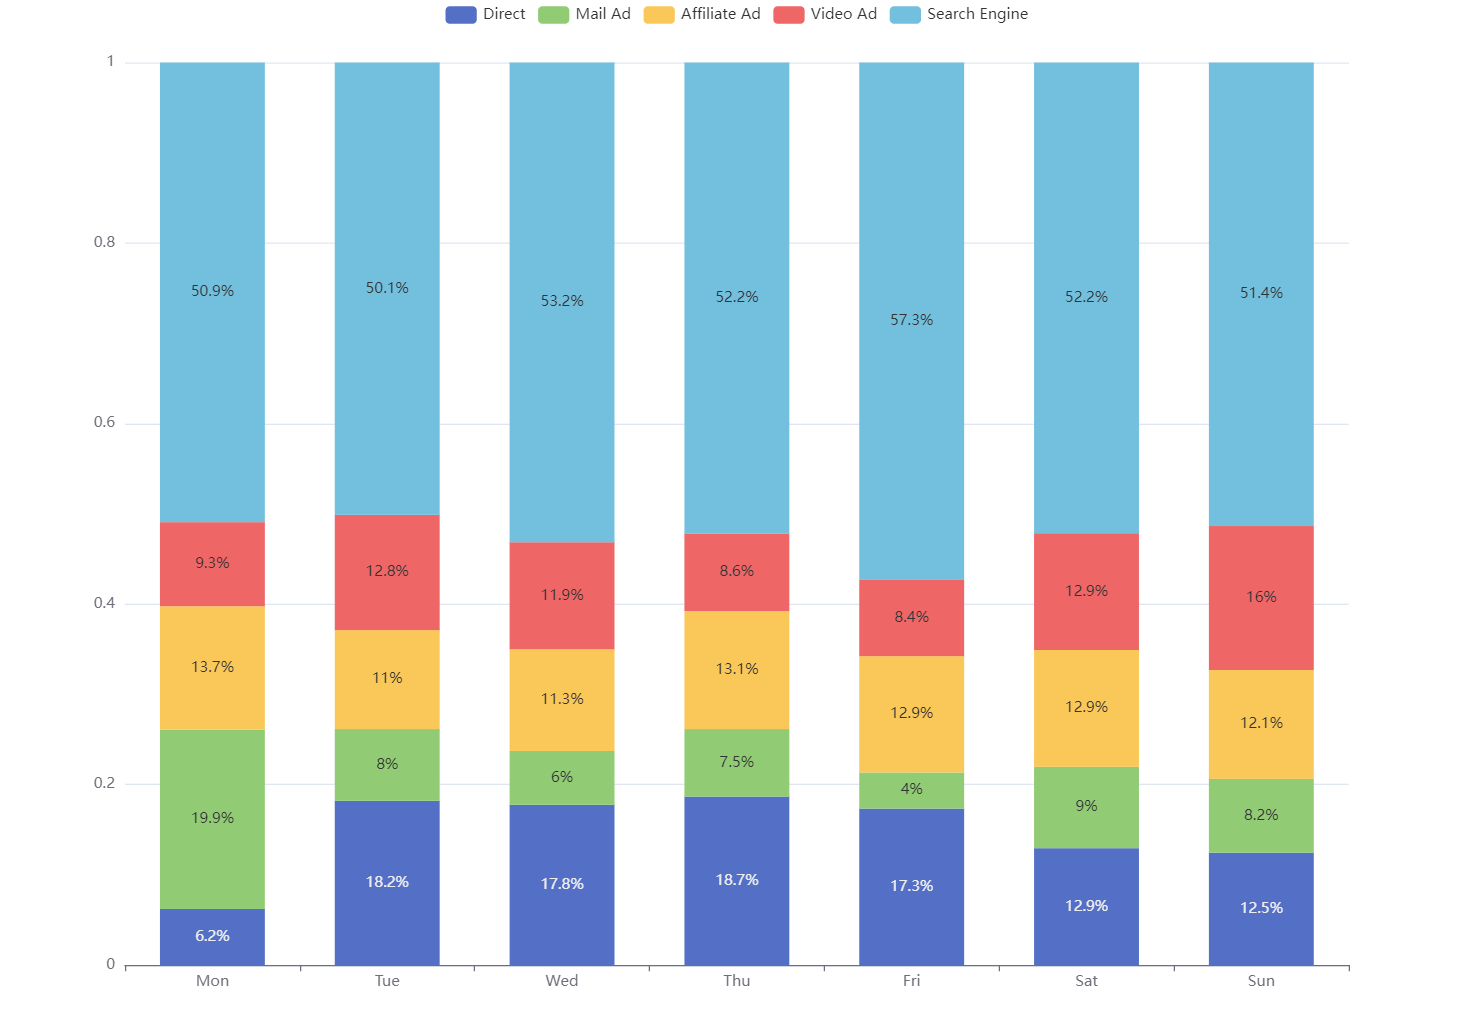 Direct Mail Ad Affiliate Ad Video Ad Search Engine
1
0.8
0.6
0.4
0.2
0
50.9% 50.1% 53.2% 52.2% 57.3% 52.2% 51.4%
9.3% 12.8% 11.9% 8.6% 8.4% 12.9% 16%
13.7% 11% 11.3% 13.1% 12.9% 12.9% 12.1%
19.9% 8% 6% 7.5% 4% 9% 8.2%
6.2% 18.2% 17.8% 18.7% 17.3% 12.9% 12.5%
Mon Tue Wed Thu Fri Sat Sun